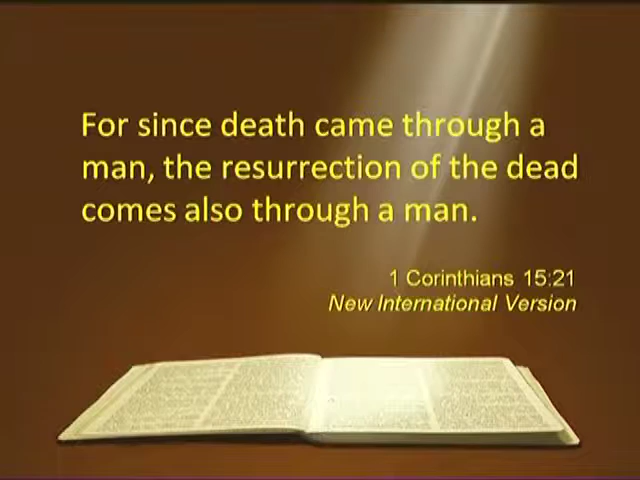 For since death came through a
man, the resurrection of the dead
comes also through a man.
1 Corinthians 15:21
New International Version